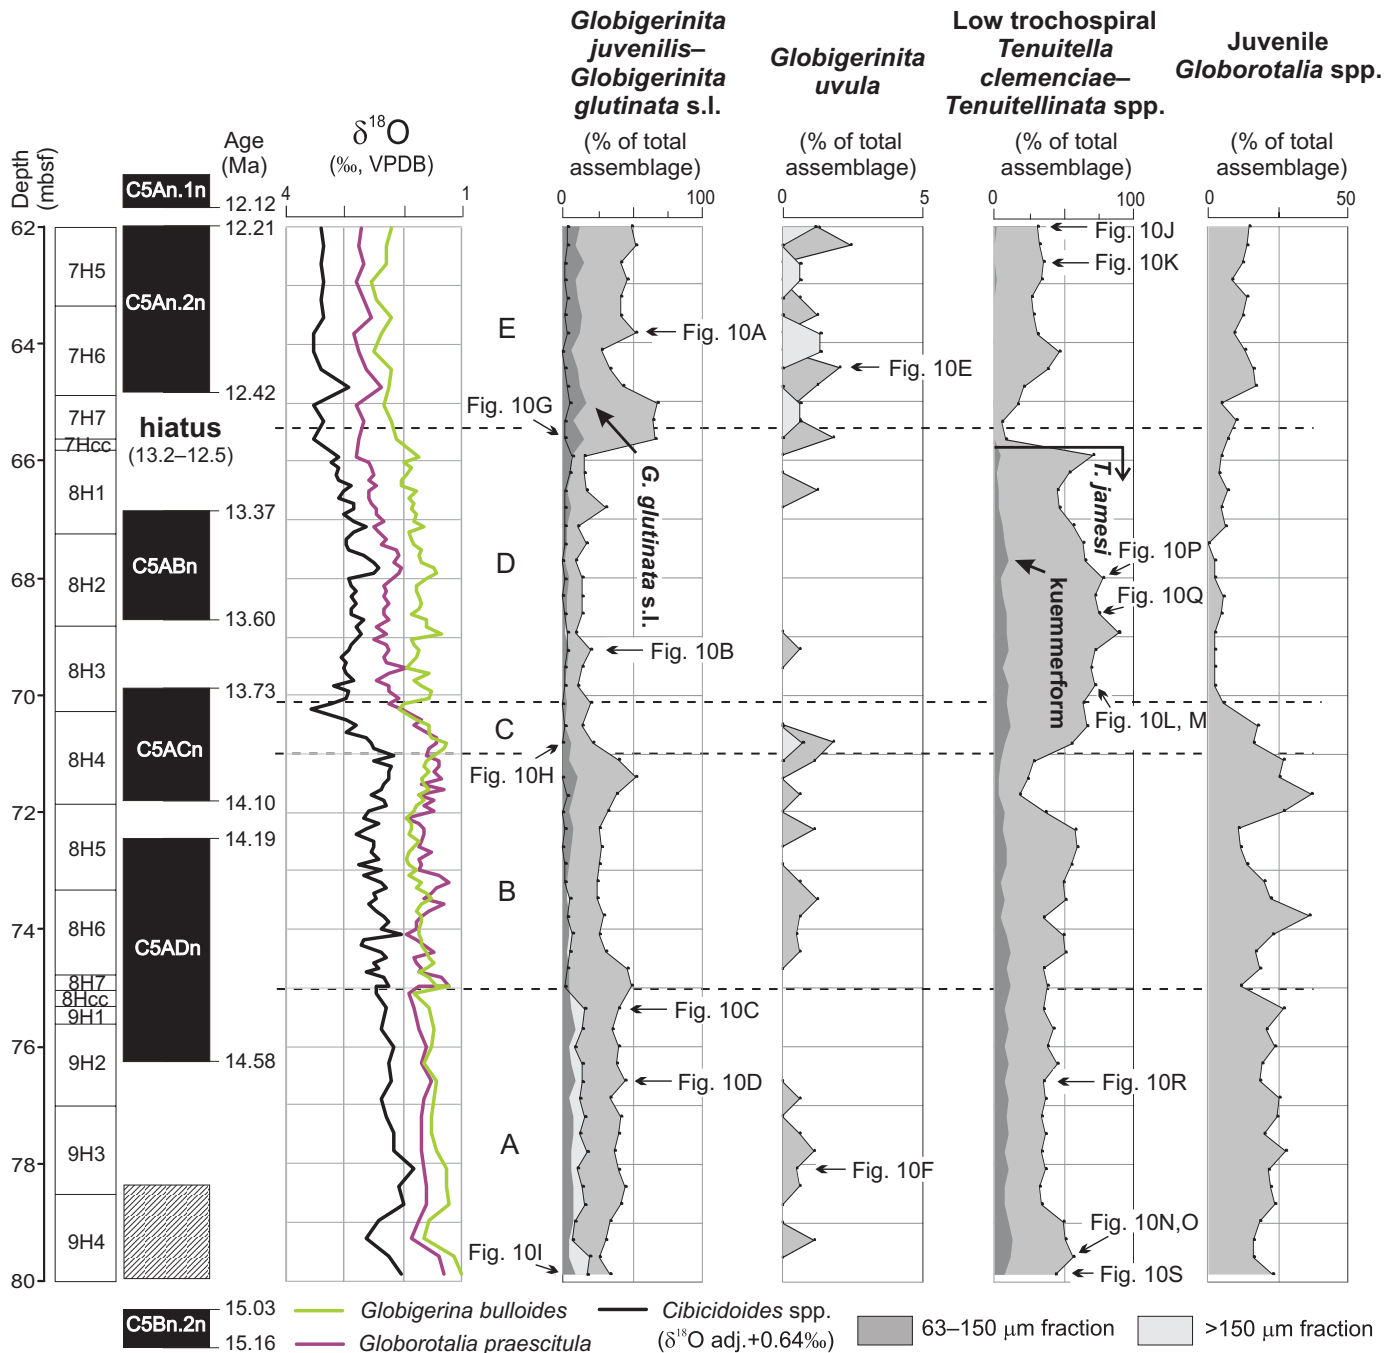 Globigerinita
juvenilis–
Globigerinita
glutinata s.l.
(% of total
assemblage)
Globigerinita
uvula
(% of total
assemblage)
Low trochospiral
Tenuitella
clemenciae–
Tenuitellinata spp.
(% of total
assemblage)
Juvenile
Globorotalia spp.
(% of total
assemblage)
Depth
(mbsf)
Age
(Ma)
δ18O
(‰, VPDB)
4 1
0 100
0 5
0 100
0 50
62
64
66
68
70
72
74
76
78
80
7H5
7H6
7H7
7Hcc
8H1
8H2
8H3
8H4
8H5
8H6
8H7
8Hcc
9H1
9H2
9H3
9H4
C5An.1n
C5An.2n
hiatus
(13.2–12.5)
C5ABn
C5ACn
C5ADn
C5Bn.2n
12.12
12.21
12.42
13.37
13.60
13.73
14.10
14.19
14.58
15.03
15.16
E
D
C
B
A
Fig. 10G
Fig. 10H
Fig. 10I
Fig. 10A
G. glutinata s.l.
Fig. 10B
Fig. 10C
Fig. 10D
Fig. 10E
Fig. 10F
Fig. 10J
Fig. 10K
T. jamesi
Fig. 10P
Fig. 10Q
kuemmerform
Fig. 10L, M
Fig. 10R
Fig. 10N,O
Fig. 10S
Globigerina bulloides
Globorotalia praescitula
Cibicidoides spp.
(δ18O adj.+0.64‰)
63–150 μm fraction
>150 μm fraction